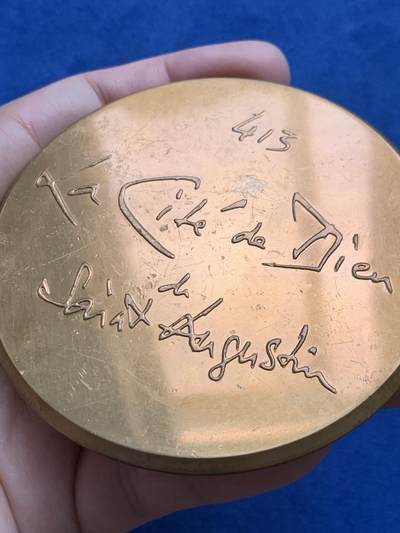 413
La Cité de Dieu
de
Saint Augustin